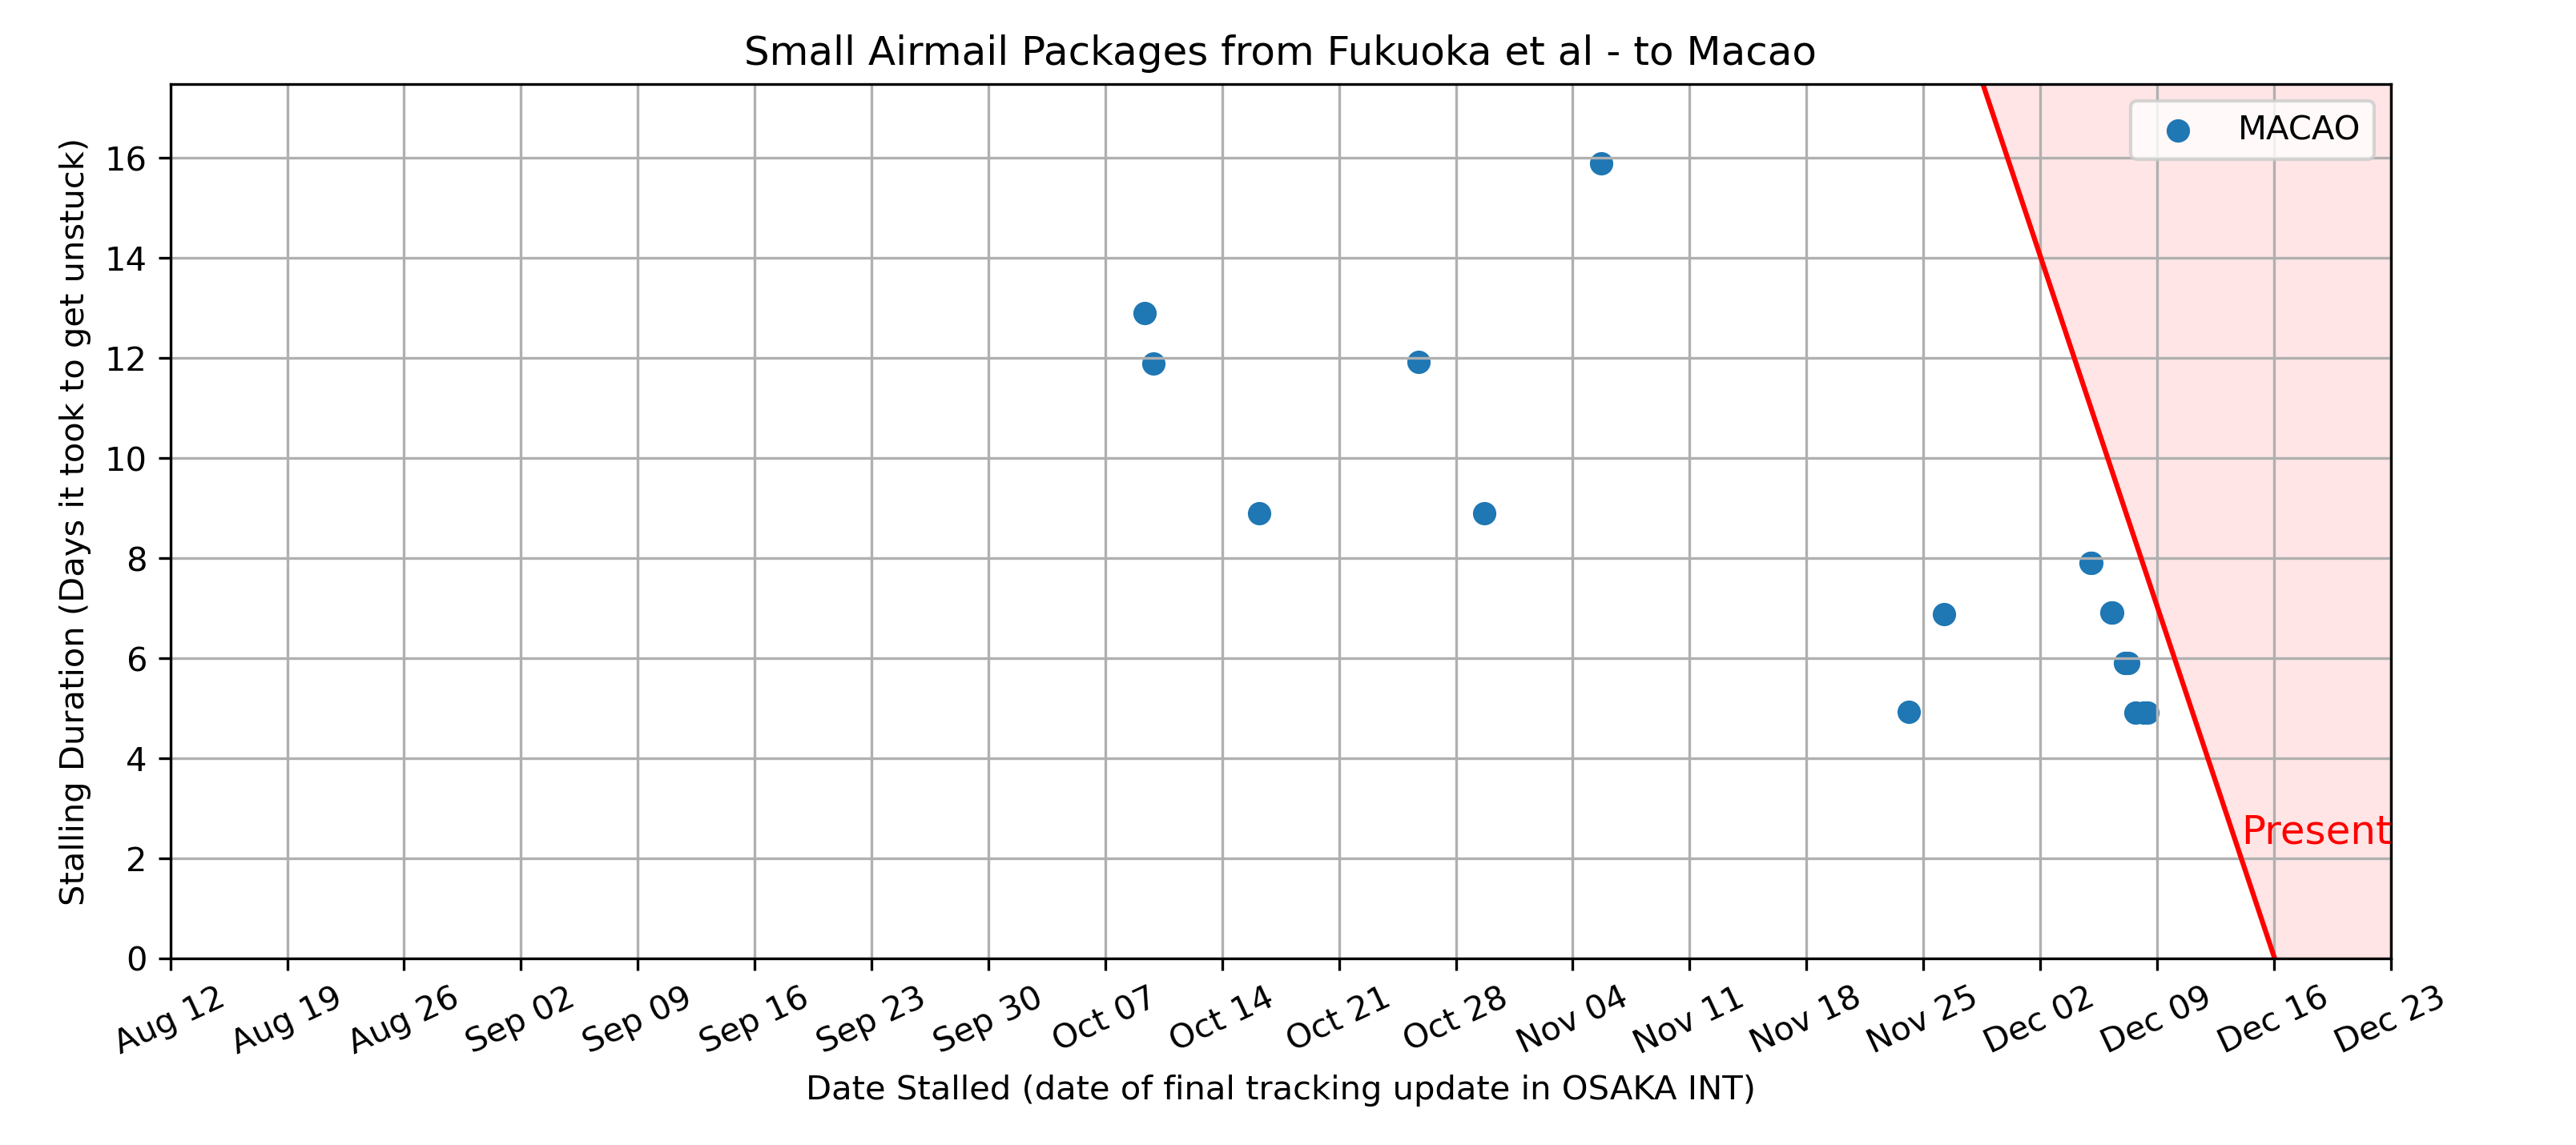 Small Airmail Packages from Fukuoka et al - to Macao
MACAO
Stalling Duration (Days it took to get unstuck)
16
14
12
10
8
6
4
2
0
Present
Aug 12
Aug 19
Aug 26
Sep 02
Sep 09
Sep 16
Sep 23
Sep 30
Oct 07
Oct 14
Oct 21
Oct 28
Nov 04
Nov 11
Nov 18
Nov 25
Dec 02
Dec 09
Dec 16
Dec 23
Date Stalled (date of final tracking update in OSAKA INT)